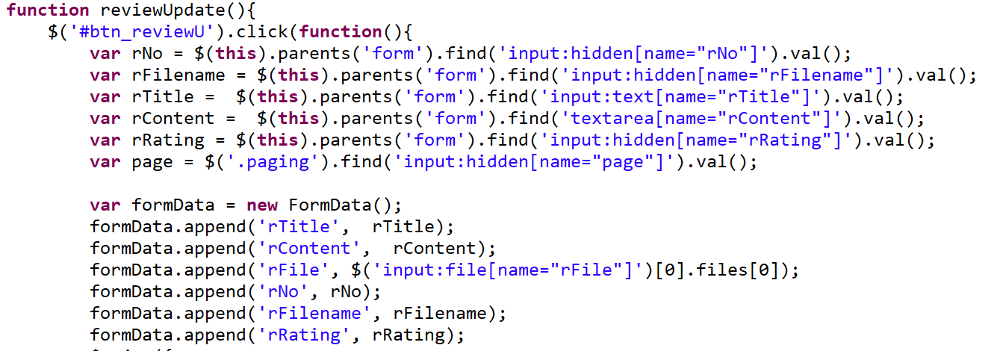 function reviewUpdate(){
    $('#btn_reviewU').click(function(){
        var rNo = $(this).parents('form').find('input:hidden[name="rNo"]').val();
        var rFilename = $(this).parents('form').find('input:hidden[name="rFilename"]').val();
        var rTitle =  $(this).parents('form').find('input:text[name="rTitle"]').val();
        var rContent =  $(this).parents('form').find('textarea[name="rContent"]').val();
        var rRating = $(this).parents('form').find('input:hidden[name="rRating"]').val();
        var page = $('.paging').find('input:hidden[name="page"]').val();

        var formData = new FormData();
        formData.append('rTitle',  rTitle);
        formData.append('rContent',  rContent);
        formData.append('rFile', $('input:file[name="rFile"]')[0].files[0]);
        formData.append('rNo', rNo);
        formData.append('rFilename', rFilename);
        formData.append('rRating', rRating);